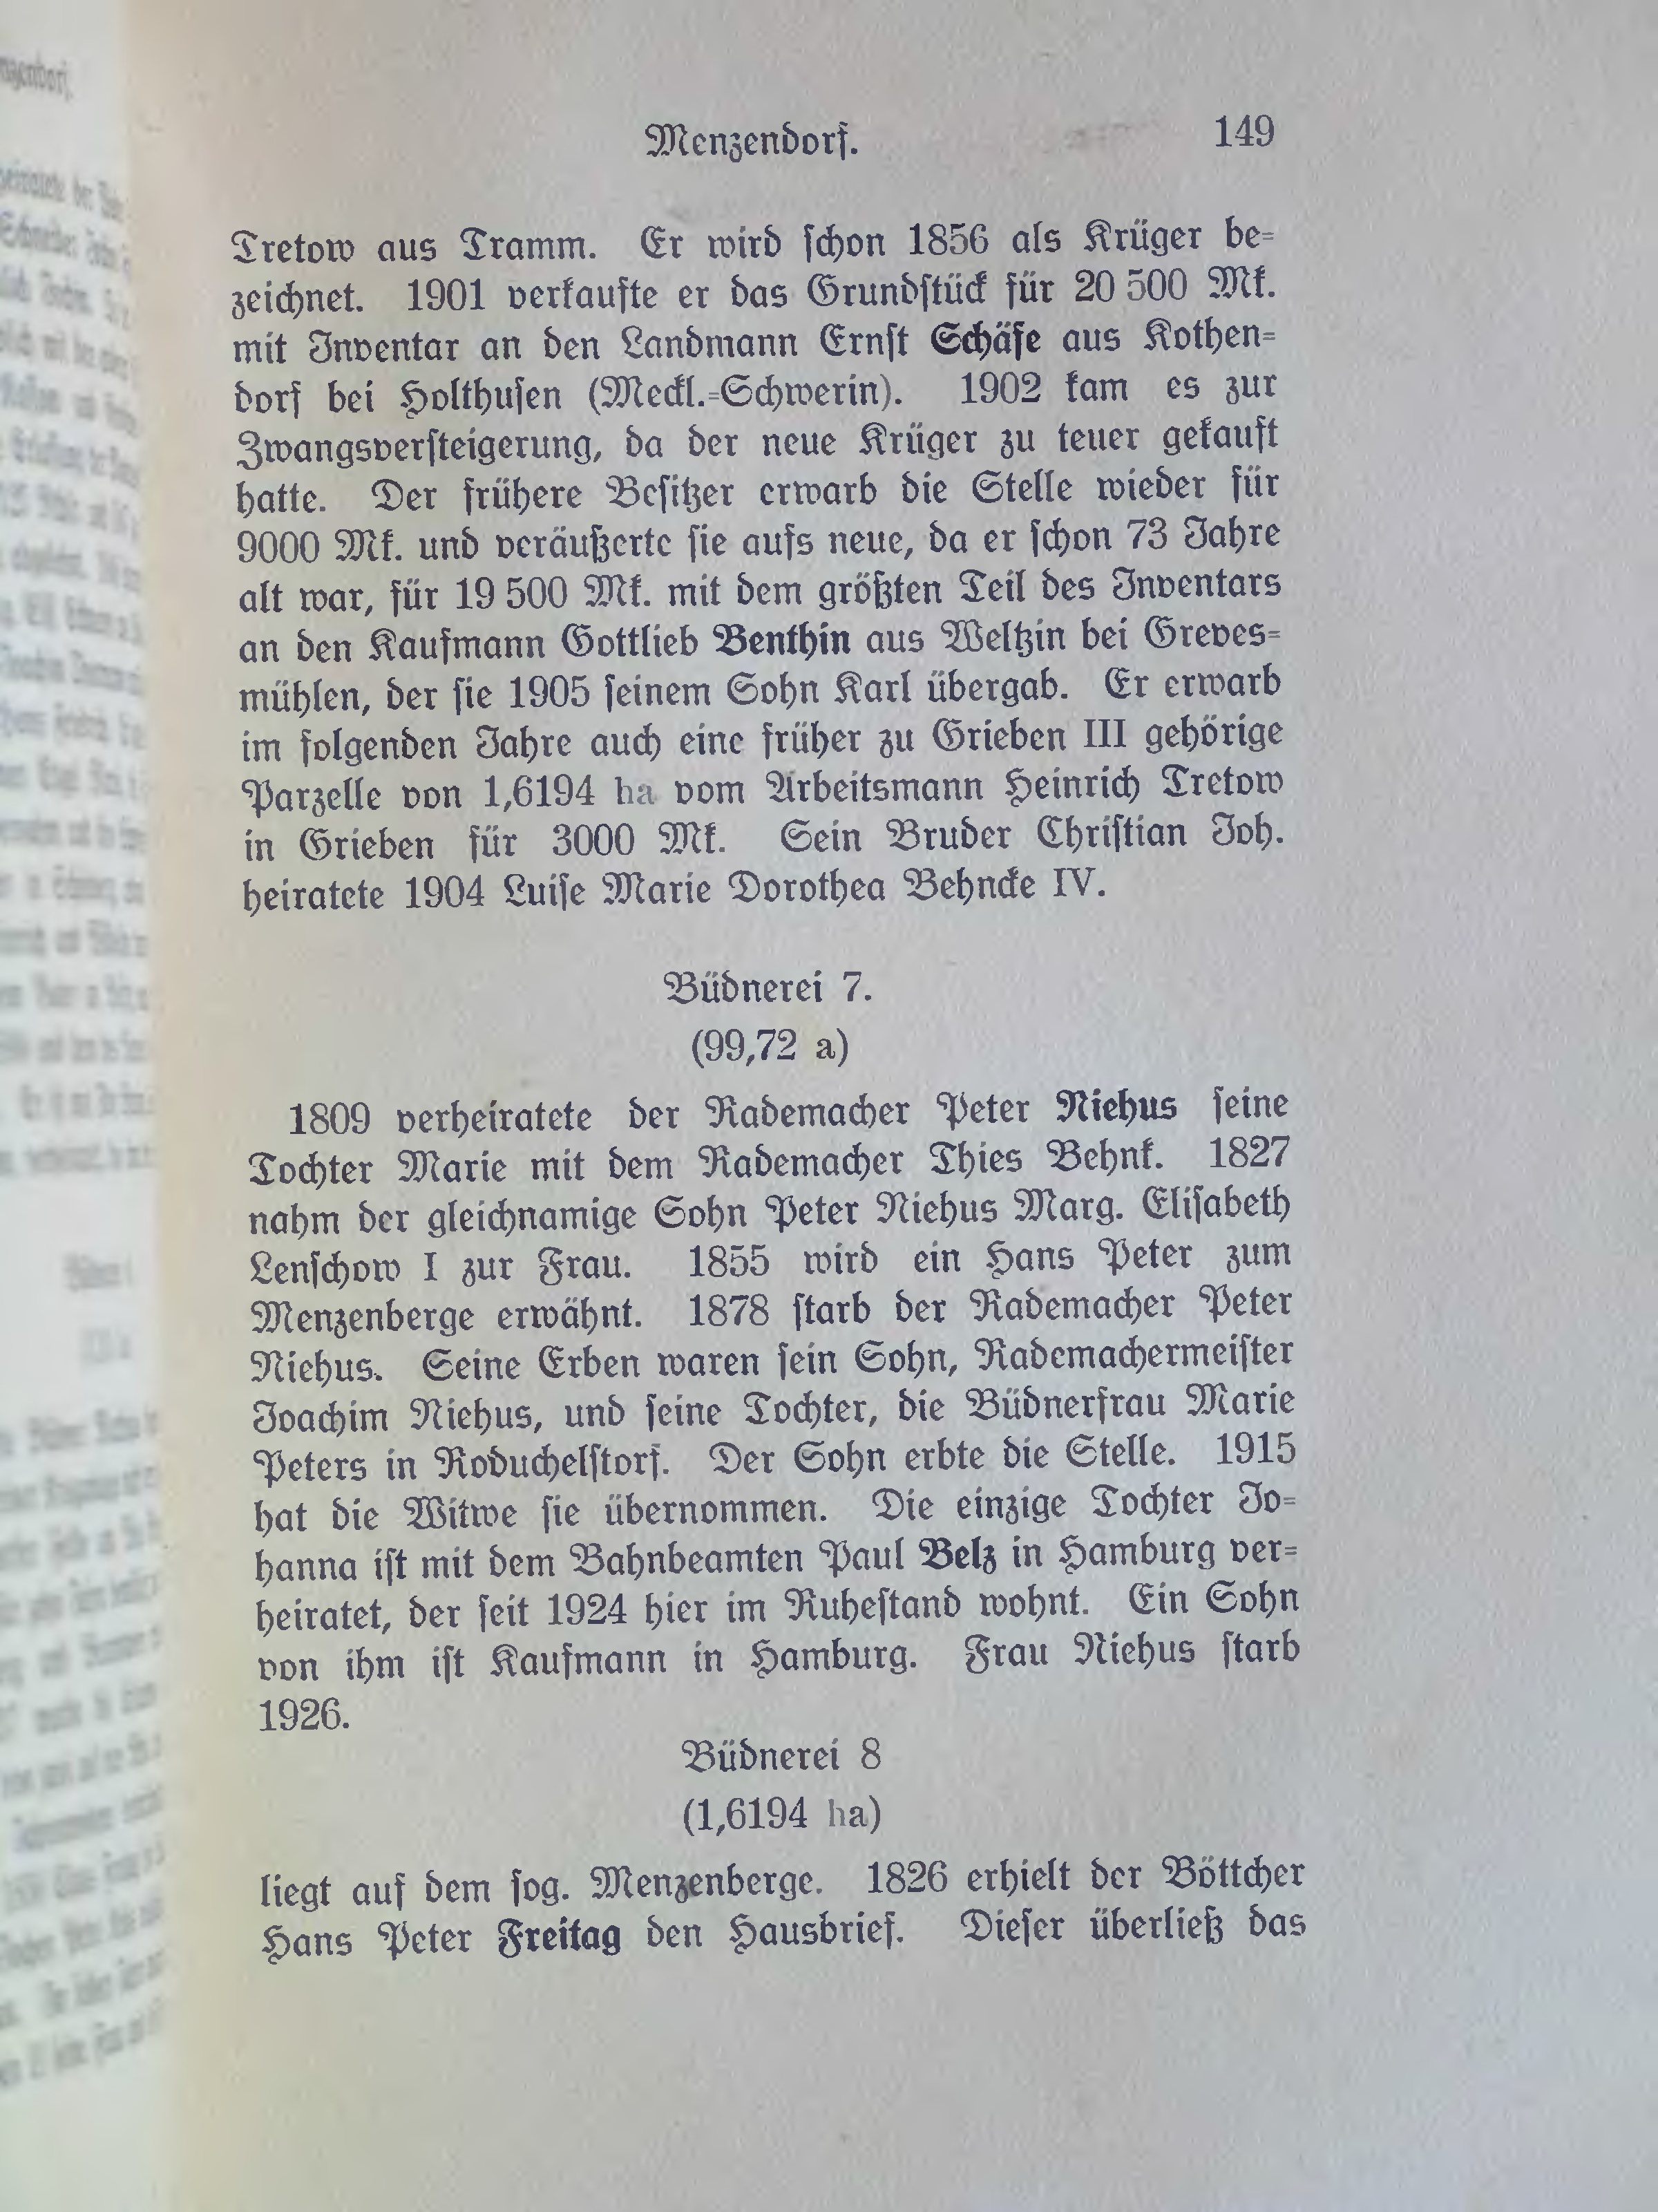 Menzendorf. 149
Tretow aus Tramm. Er wird schon 1856 als Krüger be-
zeichnet. 1901 verkaufte er das Grundstück für 20 500 Mk.
mit Inventar an den Landmann Ernst Schäfe aus Kothen-
dorf bei Holthusen (Meckl.-Schwerin). 1902 kam es zur
Zwangsversteigerung, da der neue Krüger zu teuer gekauft
hatte. Der frühere Besitzer erwarb die Stelle wieder für
9000 Mk. und veräußerte sie aufs neue, da er schon 73 Jahre
alt war, für 19 500 Mk. mit dem größten Teil des Inventars
an den Kaufmann Gottlieb Benthin aus Weltzin bei Greves-
mühlen, der sie 1905 seinem Sohn Karl übergab. Er erwarb
im folgenden Jahre auch eine früher zu Grieben III gehörige
Parzelle von 1,6194 ha vom Arbeitsmann Heinrich Tretow
in Grieben für 3000 Mk. Sein Bruder Christian Joh.
heiratete 1904 Luise Marie Dorothea Behncke IV.
Büdnerei 7.
(99,72 a)
1809 verheiratete der Rademacher Peter Niehus seine
Tochter Marie mit dem Rademacher Thies Behnk. 1827
nahm der gleichnamige Sohn Peter Niehus Marg. Elisabeth
Lenschow I zur Frau. 1855 wird ein Hans Peter zum
Menzenberge erwähnt. 1878 starb der Rademacher Peter
Niehus. Seine Erben waren sein Sohn, Rademachermeister
Joachim Niehus, und seine Tochter, die Büdnerfrau Marie
Peters in Roduchelstorf. Der Sohn erbte die Stelle. 1915
hat die Witwe sie übernommen. Die einzige Tochter Jo-
hanna ist mit dem Bahnbeamten Paul Belz in Hamburg ver-
heiratet, der seit 1924 hier im Ruhestand wohnt. Ein Sohn
von ihm ist Kaufmann in Hamburg. Frau Niehus starb
1926.
Büdnerei 8
(1,6194 ha)
liegt auf dem sog. Menzenberge. 1826 erhielt der Böttcher
Hans Peter Freitag den Hausbrief. Dieser überließ das